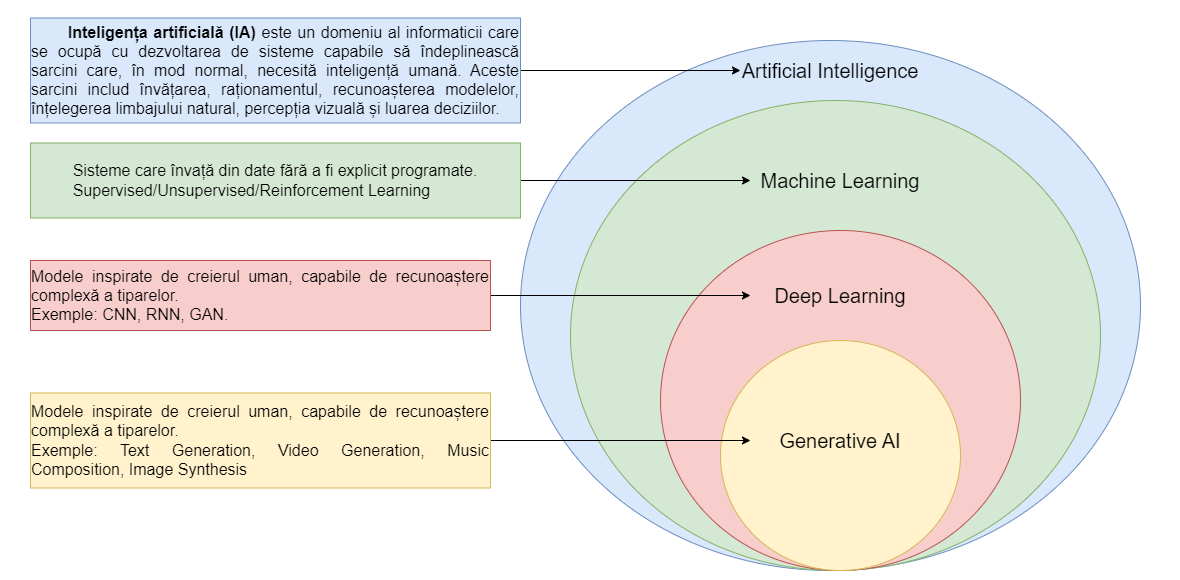 Inteligența artificială (IA) este un domeniu al informaticii care
se ocupă cu dezvoltarea de sisteme capabile să îndeplinească
sarcini care, în mod normal, necesită inteligență umană. Aceste
sarcini includ învățarea, raționamentul, recunoașterea modelelor,
înțelegerea limbajului natural, percepția vizuală și luarea deciziilor.
Artificial Intelligence
Sisteme care învață din date fără a fi explicit programate.
Supervised/Unsupervised/Reinforcement Learning
Machine Learning
Modele inspirate de creierul uman, capabile de recunoaștere
complexă a tiparelor.
Exemple: CNN, RNN, GAN.
Deep Learning
Modele inspirate de creierul uman, capabile de recunoaștere
complexă a tiparelor.
Exemple: Text Generation, Video Generation, Music
Composition, Image Synthesis
Generative AI